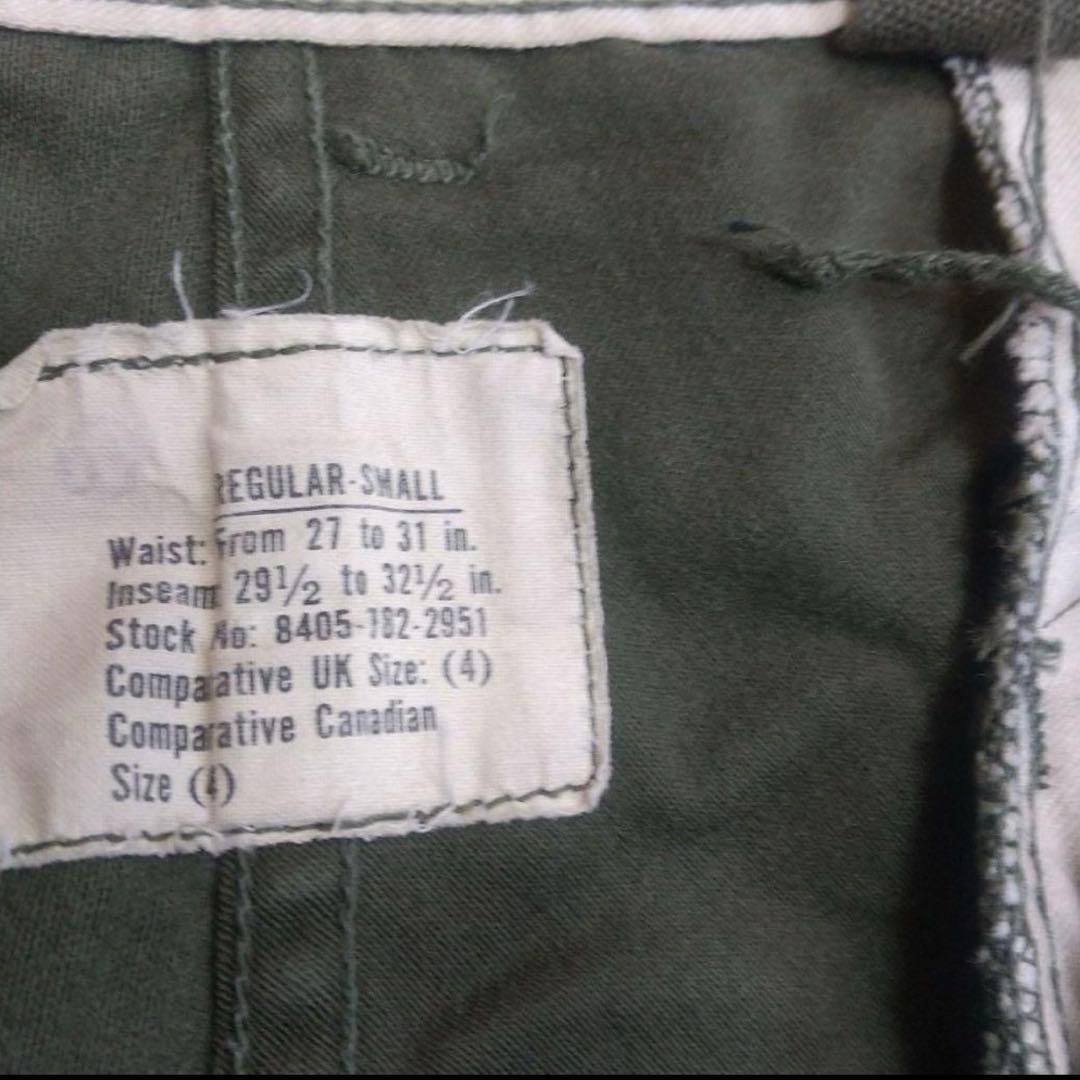 REGULAR-SMALL
Waist: From 27 to 31 in.
Inseam 29½ to 32½ in.
Stock No: 8405-782-2951
Comparative UK Size: (4)
Comparative Canadian
Size (4)